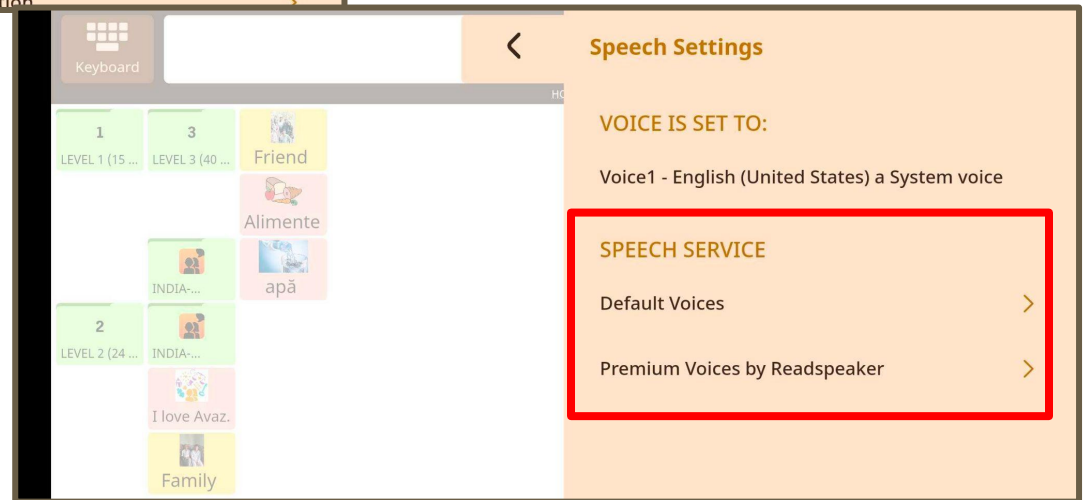 Keyboard
1
LEVEL 1 (15 ...
3
LEVEL 3 (40 ...
Friend
Alimente
INDIA-...
apă
2
LEVEL 2 (24 ...
INDIA-...
I love Avaz.
Family
Speech Settings
VOICE IS SET TO:
Voice1 - English (United States) a System voice
SPEECH SERVICE
Default Voices
Premium Voices by Readspeaker